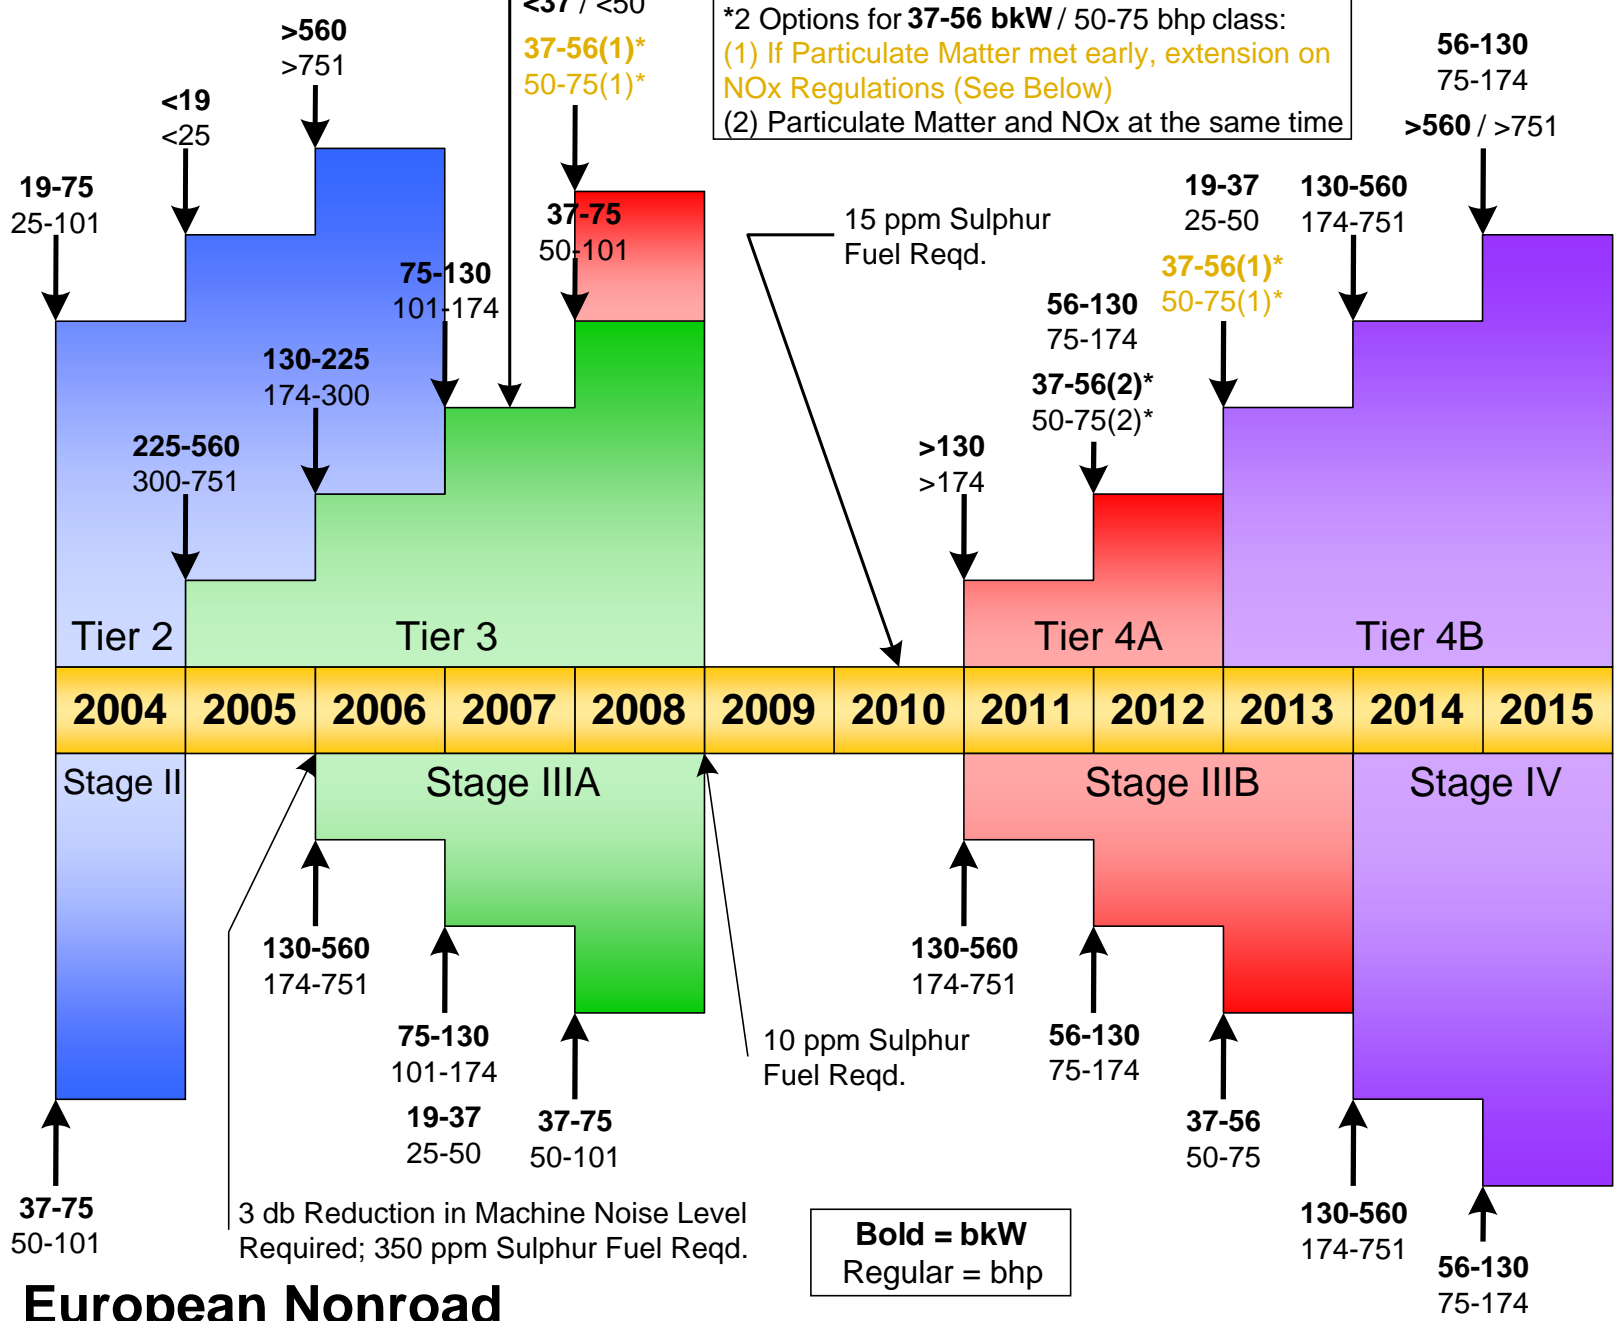 <37 / <50
*2 Options for 37-56 bkW / 50-75 bhp class:
(1) If Particulate Matter met early, extension on
NOx Regulations (See Below)
(2) Particulate Matter and NOx at the same time
>560
>751
37-56(1)*
50-75(1)*
56-130
75-174
>560 / >751
<19
<25
19-75
25-101
37-75
50-101
15 ppm Sulphur
Fuel Reqd.
19-37
25-50
37-56(1)*
50-75(1)*
130-560
174-751
75-130
101-174
56-130
75-174
37-56(2)*
50-75(2)*
130-225
174-300
225-560
300-751
>130
>174
Tier 2
Tier 3
Tier 4A
Tier 4B
2004 2005 2006 2007 2008 2009 2010 2011 2012 2013 2014 2015
Stage II
Stage IIIA
Stage IIIB
Stage IV
130-560
174-751
75-130
101-174
19-37
25-50
37-75
50-101
10 ppm Sulphur
Fuel Reqd.
130-560
174-751
56-130
75-174
37-56
50-75
37-75
50-101
3 db Reduction in Machine Noise Level
Required; 350 ppm Sulphur Fuel Reqd.
Bold = bkW
Regular = bhp
130-560
174-751
56-130
75-174
European Nonroad